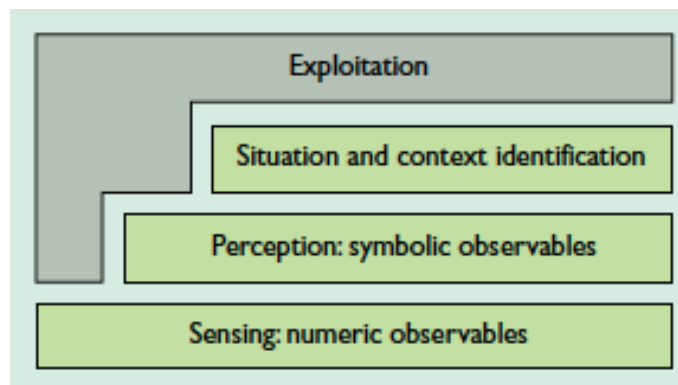 Exploitation
Situation and context identification
Perception: symbolic observables
Sensing: numeric observables